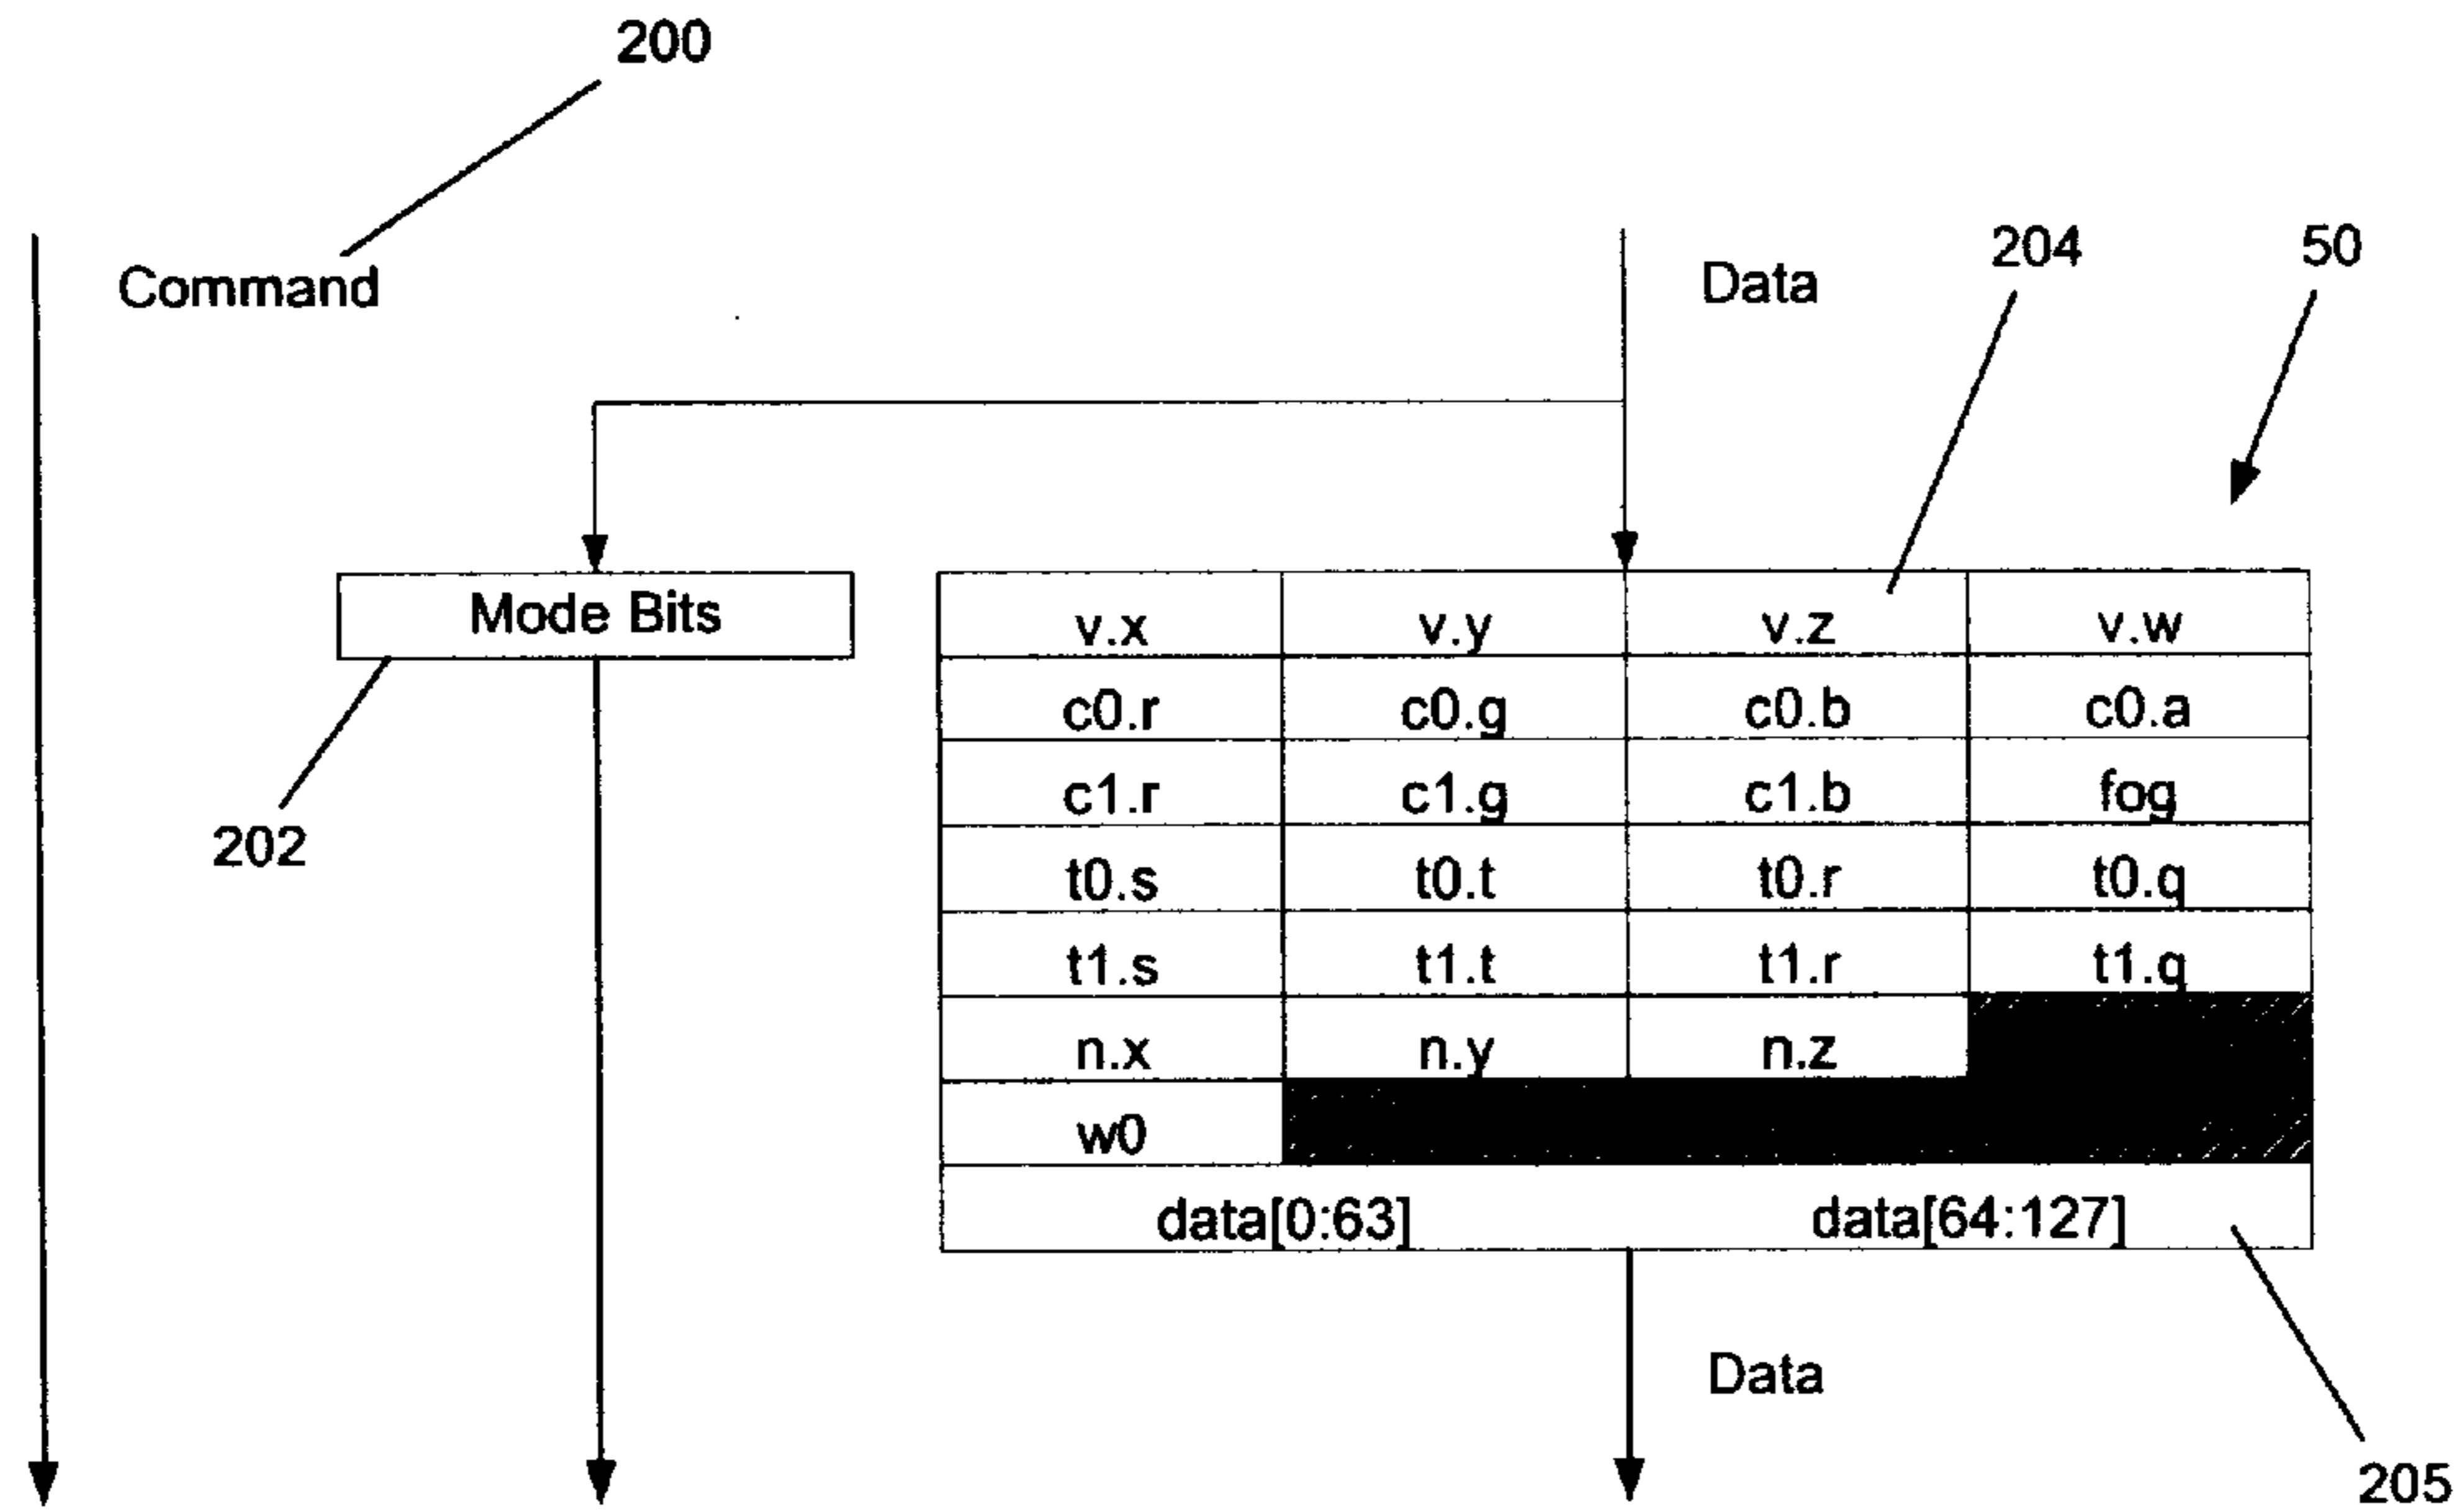 200
Command
Data
204
50
Mode Bits
202
v.x v.y v.z v.w
c0.r c0.g c0.b c0.a
c1.r c1.g c1.b fog
t0.s t0.t t0.r t0.q
t1.s t1.t t1.r t1.q
n.x n.y n.z
w0
data[0:63] data[64:127]
Data
205